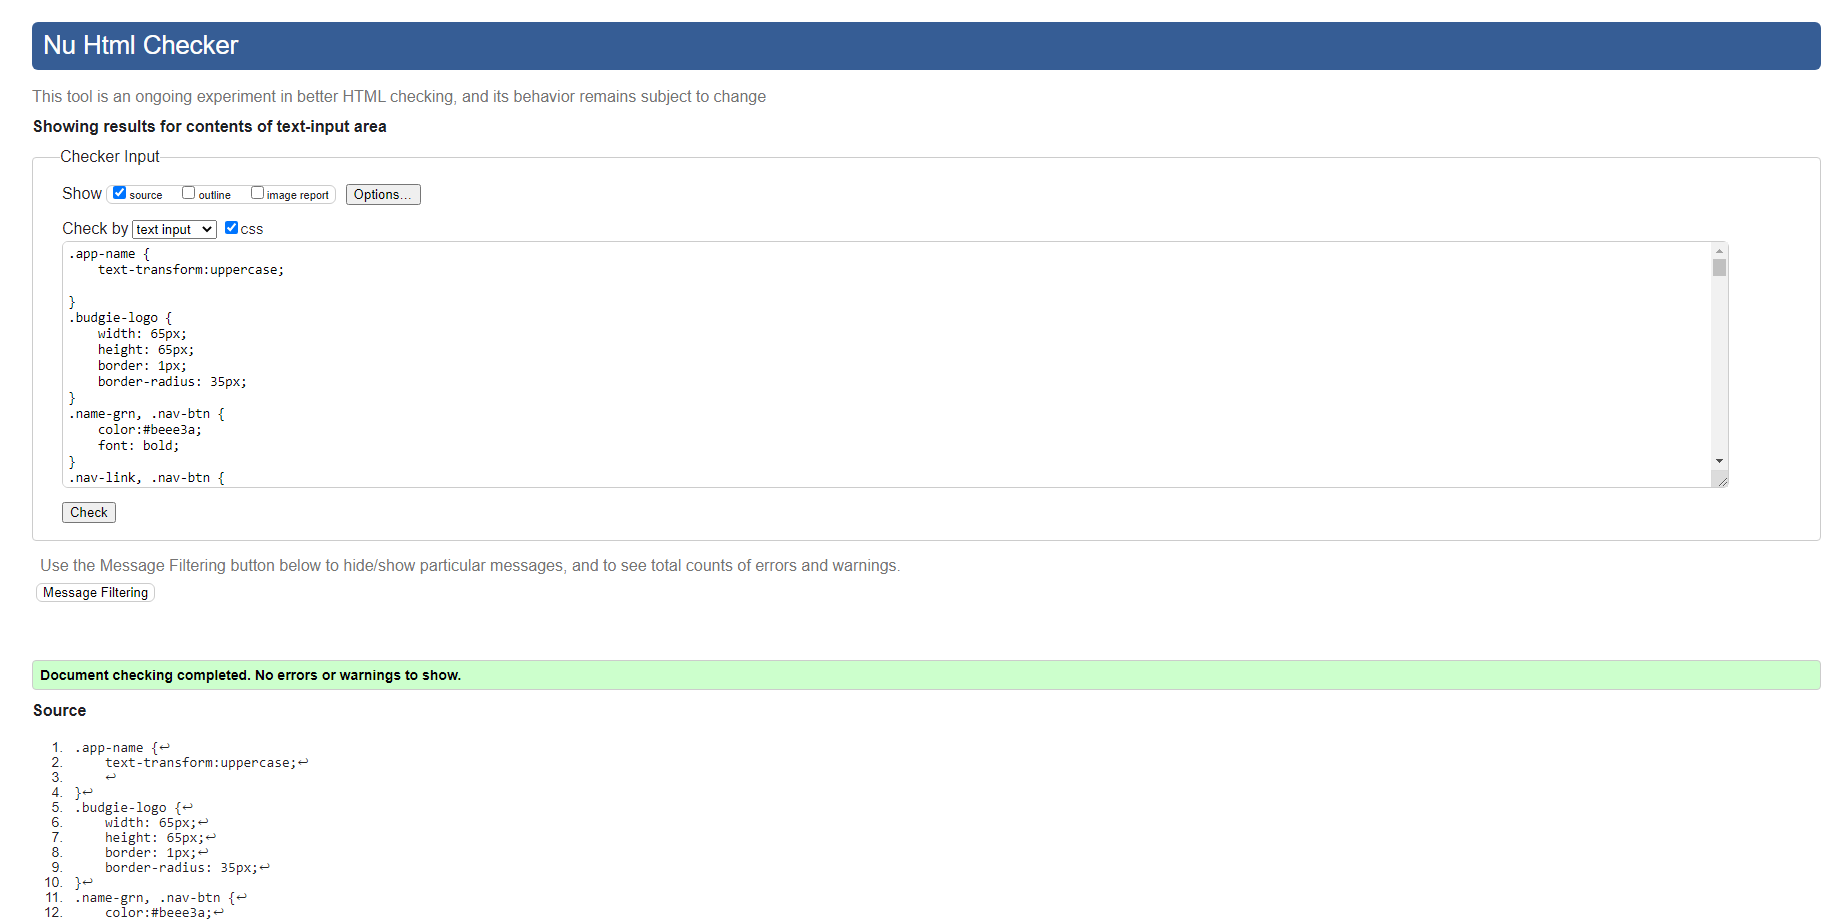 Nu Html Checker
This tool is an ongoing experiment in better HTML checking, and its behavior remains subject to change
Showing results for contents of text-input area
Checker Input
Show source outline image report Options...
Check by text input css
.app-name {
    text-transform:uppercase;
}
.budgie-logo {
    width: 65px;
    height: 65px;
    border: 1px;
    border-radius: 35px;
}
.name-grn, .nav-btn {
    color:#beee3a;
    font: bold;
}
.nav-link, .nav-btn {
Check
Use the Message Filtering button below to hide/show particular messages, and to see total counts of errors and warnings.
Message Filtering
Document checking completed. No errors or warnings to show.
Source
1. .app-name {↩
2.     text-transform:uppercase;↩
3.     ↩
4. }↩
5. .budgie-logo {↩
6.     width: 65px;↩
7.     height: 65px;↩
8.     border: 1px;↩
9.     border-radius: 35px;↩
10. }↩
11. .name-grn, .nav-btn {↩
12.     color:#beee3a;↩